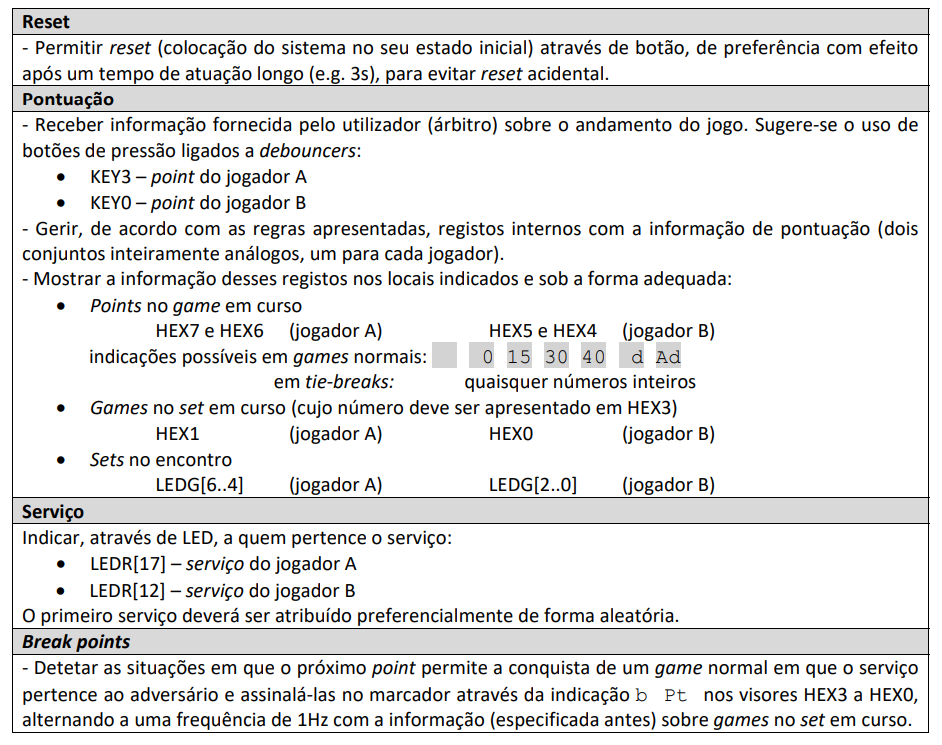 Reset
- Permitir reset (colocação do sistema no seu estado inicial) através de botão, de preferência com efeito
após um tempo de atuação longo (e.g. 3s), para evitar reset acidental.
Pontuação
- Receber informação fornecida pelo utilizador (árbitro) sobre o andamento do jogo. Sugere-se o uso de
botões de pressão ligados a debouncers:
• KEY3 – point do jogador A
• KEY0 – point do jogador B
- Gerir, de acordo com as regras apresentadas, registos internos com a informação de pontuação (dois
conjuntos inteiramente análogos, um para cada jogador).
- Mostrar a informação desses registos nos locais indicados e sob a forma adequada:
• Points no game em curso
HEX7 e HEX6 (jogador A) HEX5 e HEX4 (jogador B)
indicações possíveis em games normais: 0 15 30 40 d Ad
em tie-breaks: quaisquer números inteiros
• Games no set em curso (cujo número deve ser apresentado em HEX3)
HEX1 (jogador A) HEX0 (jogador B)
• Sets no encontro
LEDG[6..4] (jogador A) LEDG[2..0] (jogador B)
Serviço
Indicar, através de LED, a quem pertence o serviço:
• LEDR[17] – serviço do jogador A
• LEDR[12] – serviço do jogador B
O primeiro serviço deverá ser atribuído preferencialmente de forma aleatória.
Break points
- Detetar as situações em que o próximo point permite a conquista de um game normal em que o serviço
pertence ao adversário e assinalá-las no marcador através da indicação b Pt nos visores HEX3 a HEX0,
alternando a uma frequência de 1Hz com a informação (especificada antes) sobre games no set em curso.